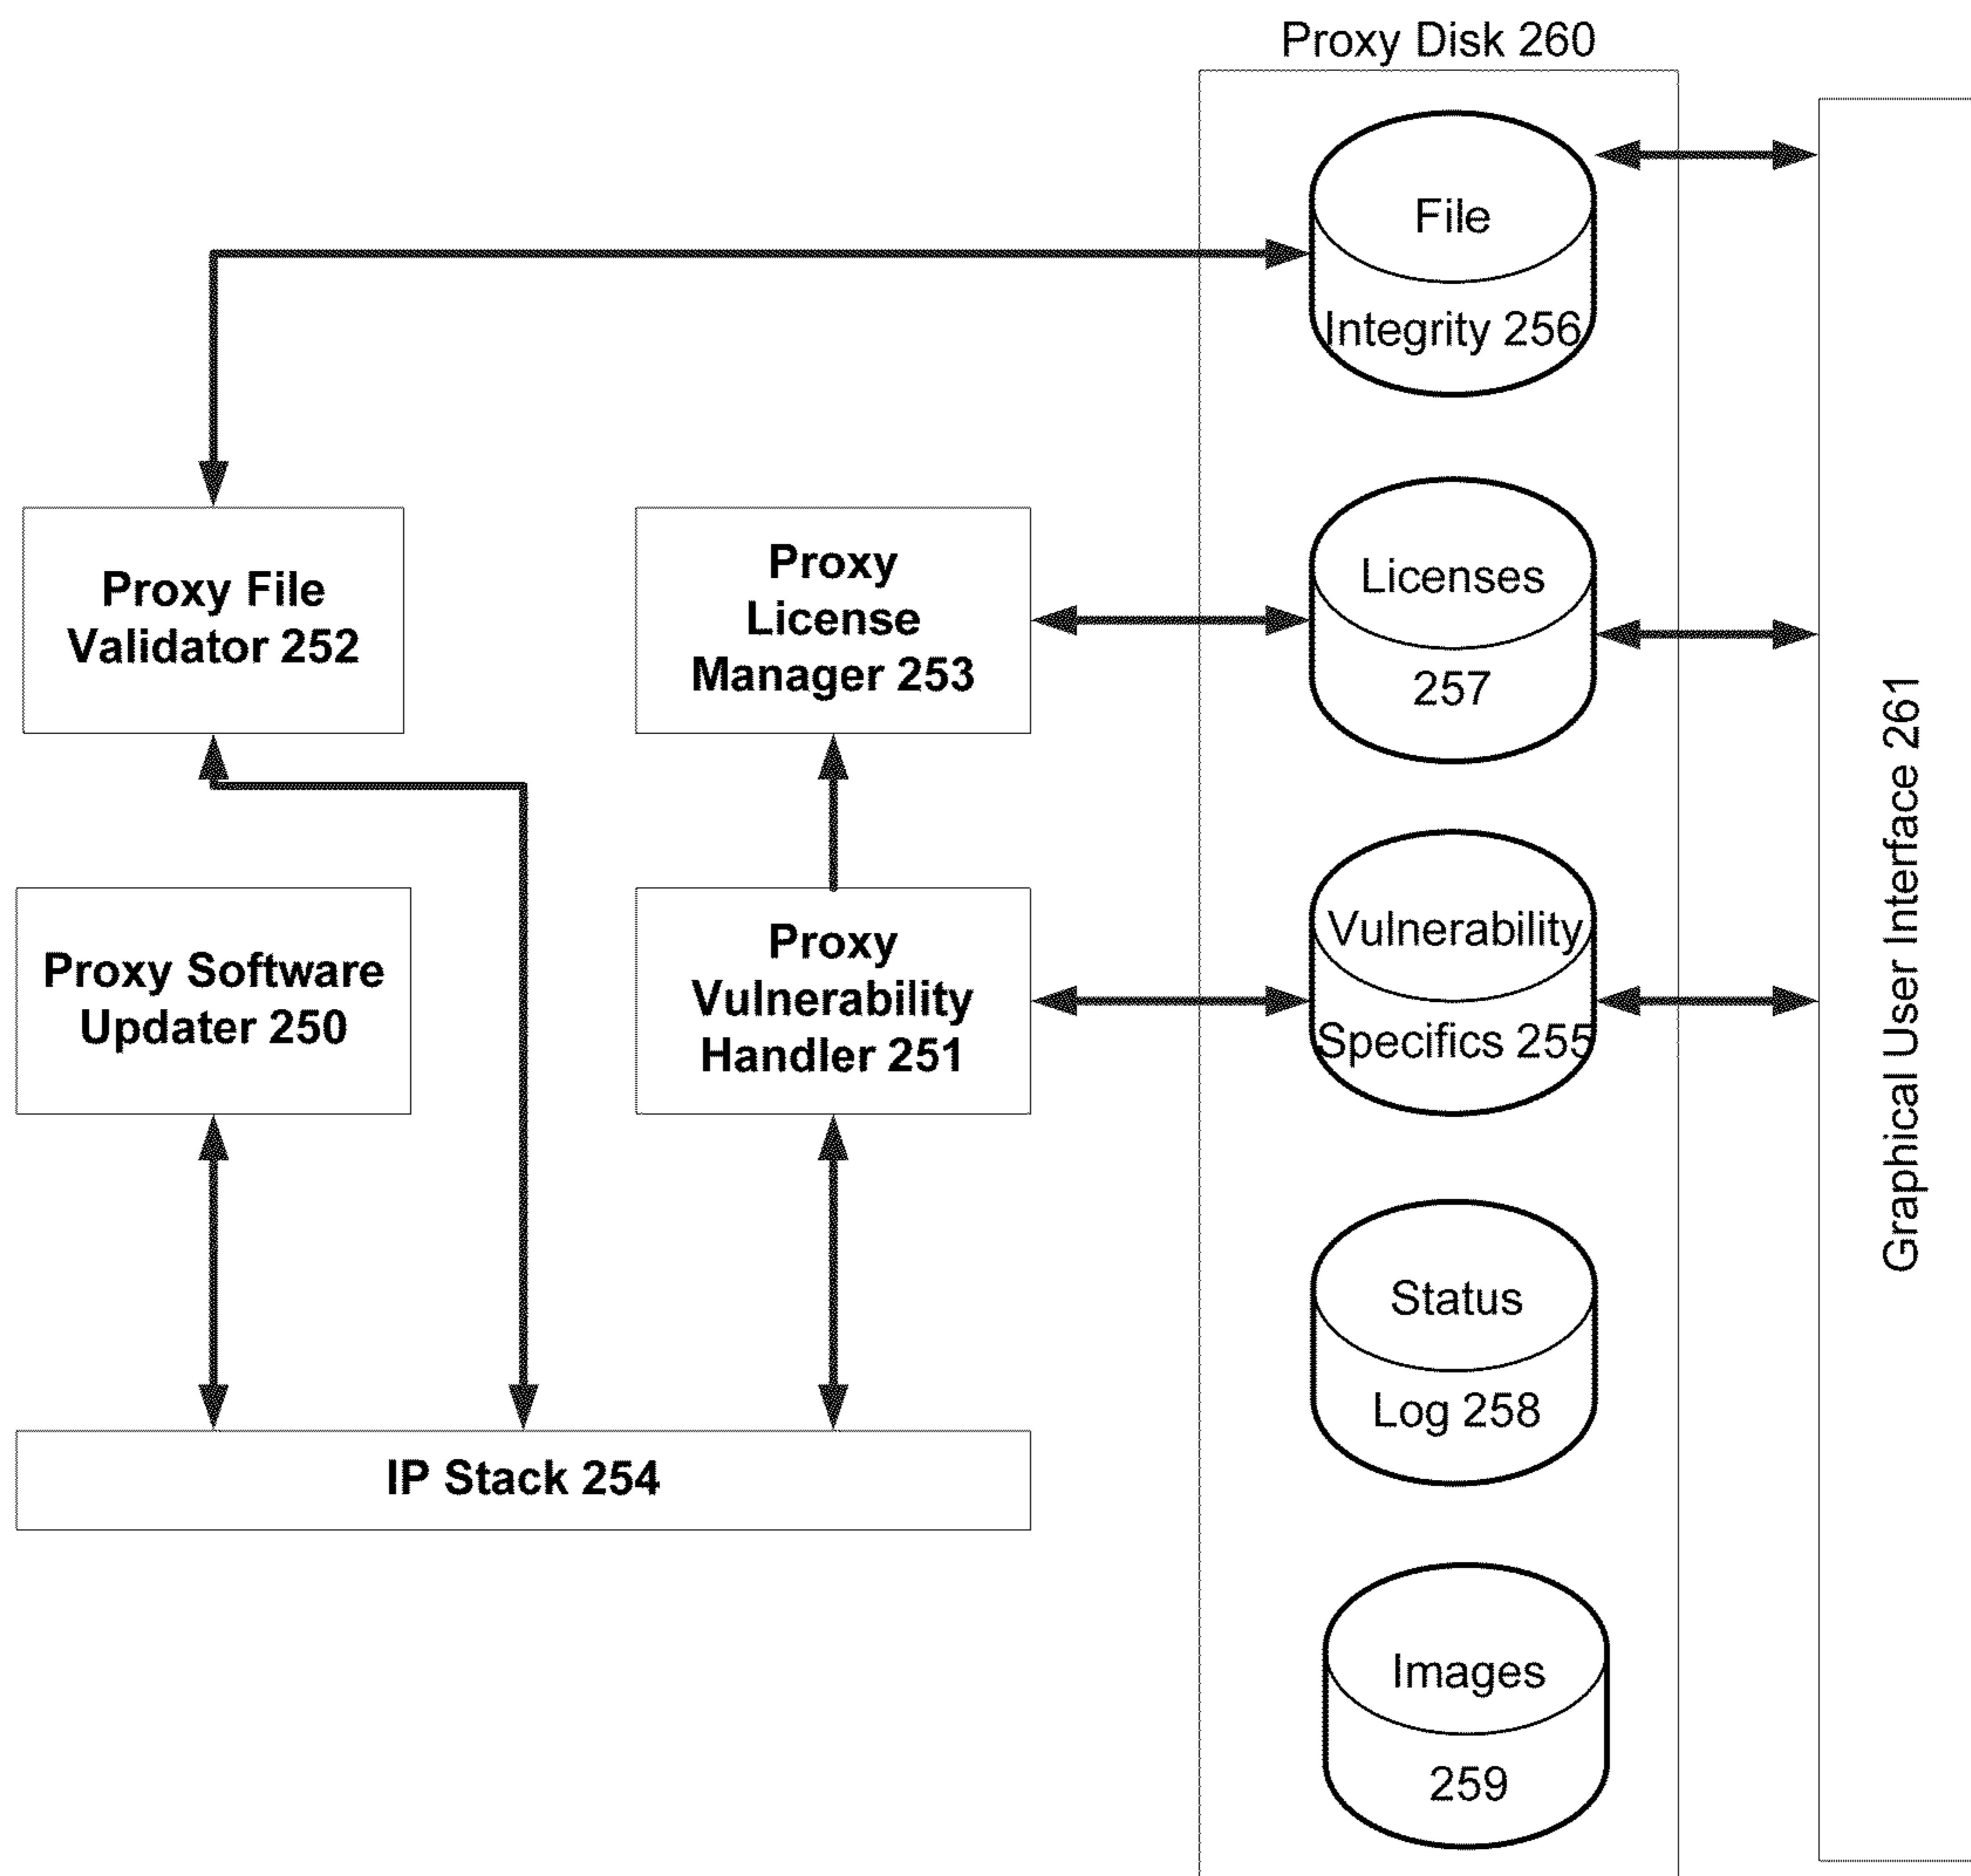 Proxy Disk 260
File
Integrity 256
Proxy File
Validator 252
Proxy
License
Manager 253
Licenses
257
Proxy Software
Updater 250
Proxy
Vulnerability
Handler 251
Vulnerability
Specifics 255
Graphical User Interface 261
Status
Log 258
IP Stack 254
Images
259